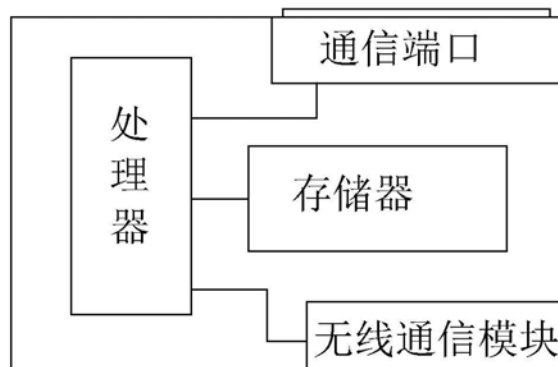 通信端口
处理器
存储器
无线通信模块